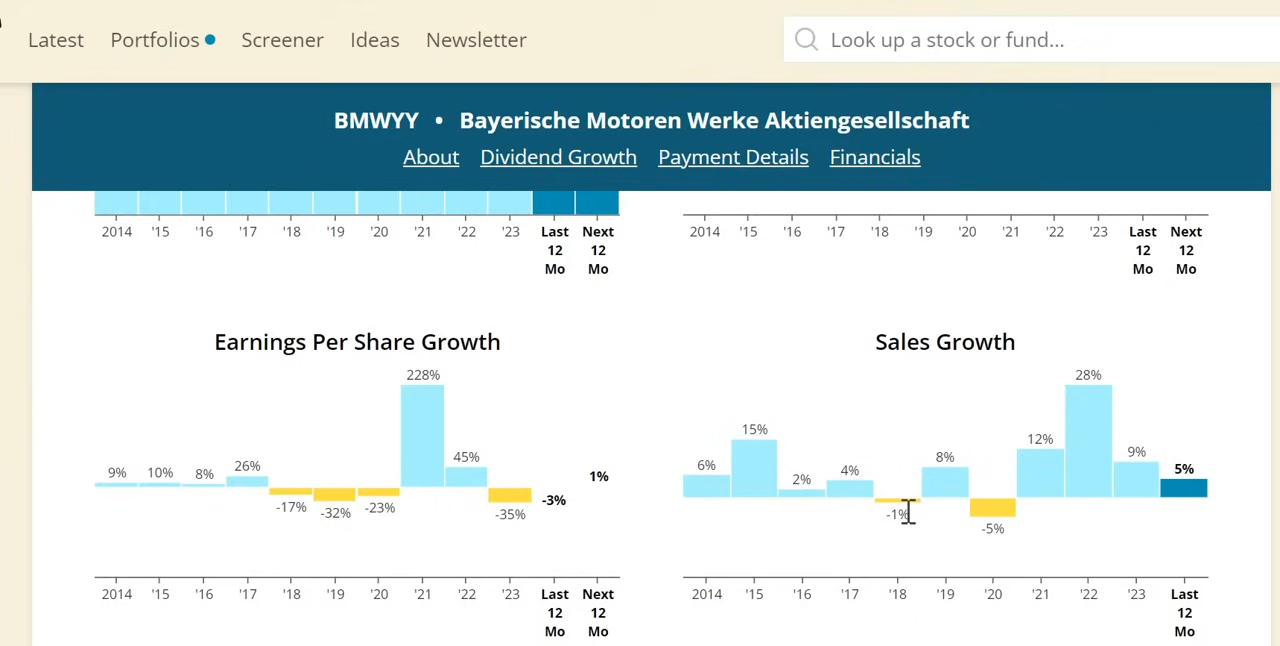 Latest Portfolios Screener Ideas Newsletter Look up a stock or fund...
BMWYY • Bayerische Motoren Werke Aktiengesellschaft
About Dividend Growth Payment Details Financials
2014 '15 '16 '17 '18 '19 '20 '21 '22 '23 Last 12 Mo Next 12 Mo
2014 '15 '16 '17 '18 '19 '20 '21 '22 '23 Last 12 Mo Next 12 Mo
Earnings Per Share Growth
9% 10% 8% 26% -17% -32% -23% 228% 45% -35% -3% 1%
2014 '15 '16 '17 '18 '19 '20 '21 '22 '23 Last 12 Mo Next 12 Mo
Sales Growth
6% 15% 2% 4% -1% 8% -5% 12% 28% 9% 5%
2014 '15 '16 '17 '18 '19 '20 '21 '22 '23 Last 12 Mo